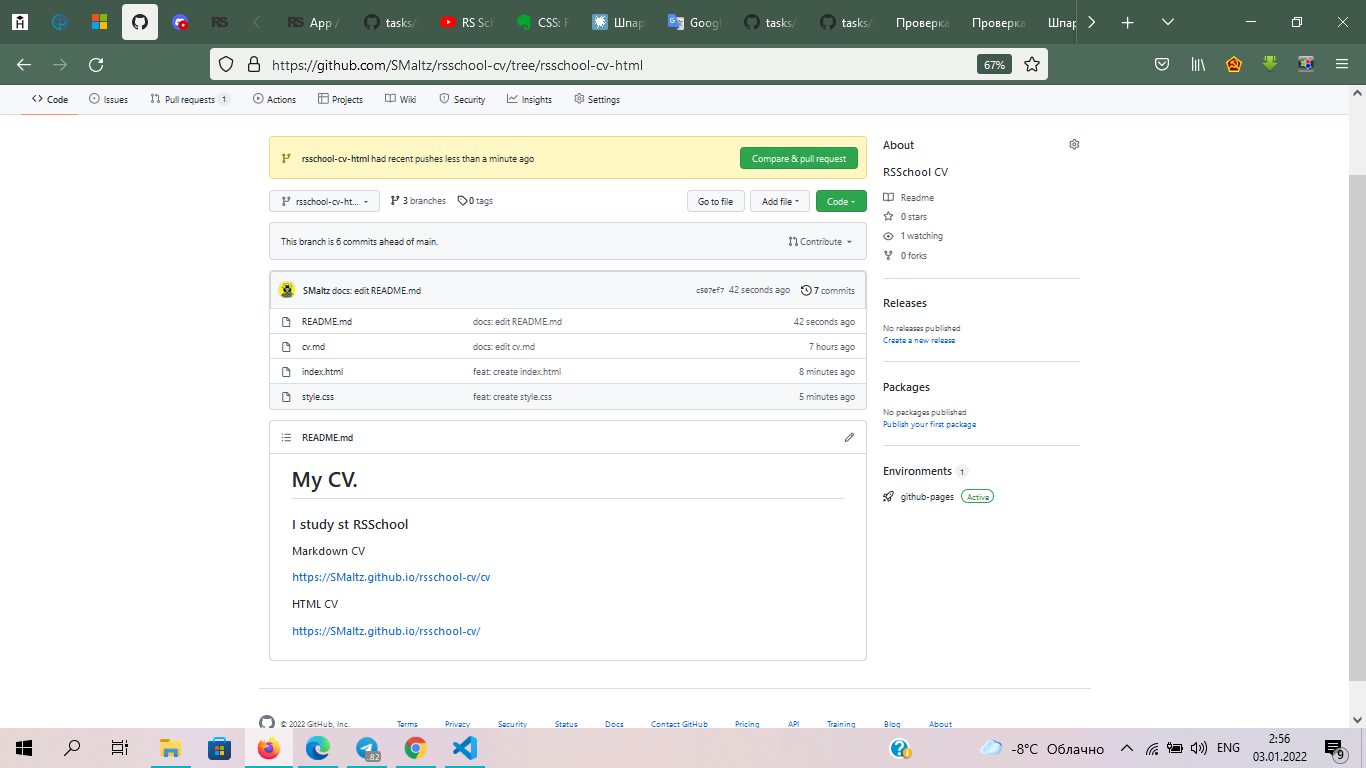 RS
RS App /
tasks/
RS Sch
CSS: F
Шпар
Googl
tasks/
tasks/
Проверка
Проверка
Шпар
https://github.com/SMaltz/rsschool-cv/tree/rsschool-cv-html
67%
Code
Issues
Pull requests 1
Actions
Projects
Wiki
Security
Insights
Settings
rsschool-cv-html had recent pushes less than a minute ago
Compare & pull request
rsschool-cv-ht...
3 branches
0 tags
Go to file
Add file
Code
This branch is 6 commits ahead of main.
Contribute
SMaltz docs: edit README.md
c507ef7 42 seconds ago
7 commits
README.md docs: edit README.md 42 seconds ago
cv.md docs: edit cv.md 7 hours ago
index.html feat: create index.html 8 minutes ago
style.css feat: create style.css 5 minutes ago
README.md
My CV.
I study st RSSchool
Markdown CV
https://SMaltz.github.io/rsschool-cv/cv
HTML CV
https://SMaltz.github.io/rsschool-cv/
About
RSSchool CV
Readme
0 stars
1 watching
0 forks
Releases
No releases published
Create a new release
Packages
No packages published
Publish your first package
Environments 1
github-pages Active
© 2022 GitHub, Inc.
Terms
Privacy
Security
Status
Docs
Contact GitHub
Pricing
API
Training
Blog
About
.82
-8°C Облачно
ENG
2:56
03.01.2022
9